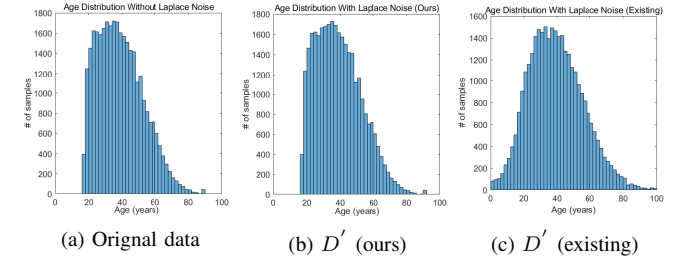 Age Distribution Without Laplace Noise
1800
1600
1400
1200
1000
800
600
400
200
0
# of samples
0 20 40 60 80 100
Age (years)
(a) Orignal data
Age Distribution With Laplace Noise (Ours)
1800
1600
1400
1200
1000
800
600
400
200
0
# of samples
0 20 40 60 80 100
Age (years)
(b) D′ (ours)
Age Distribution With Laplace Noise (Existing)
1600
1400
1200
1000
800
600
400
200
0
# of samples
0 20 40 60 80 100
Age (years)
(c) D′ (existing)